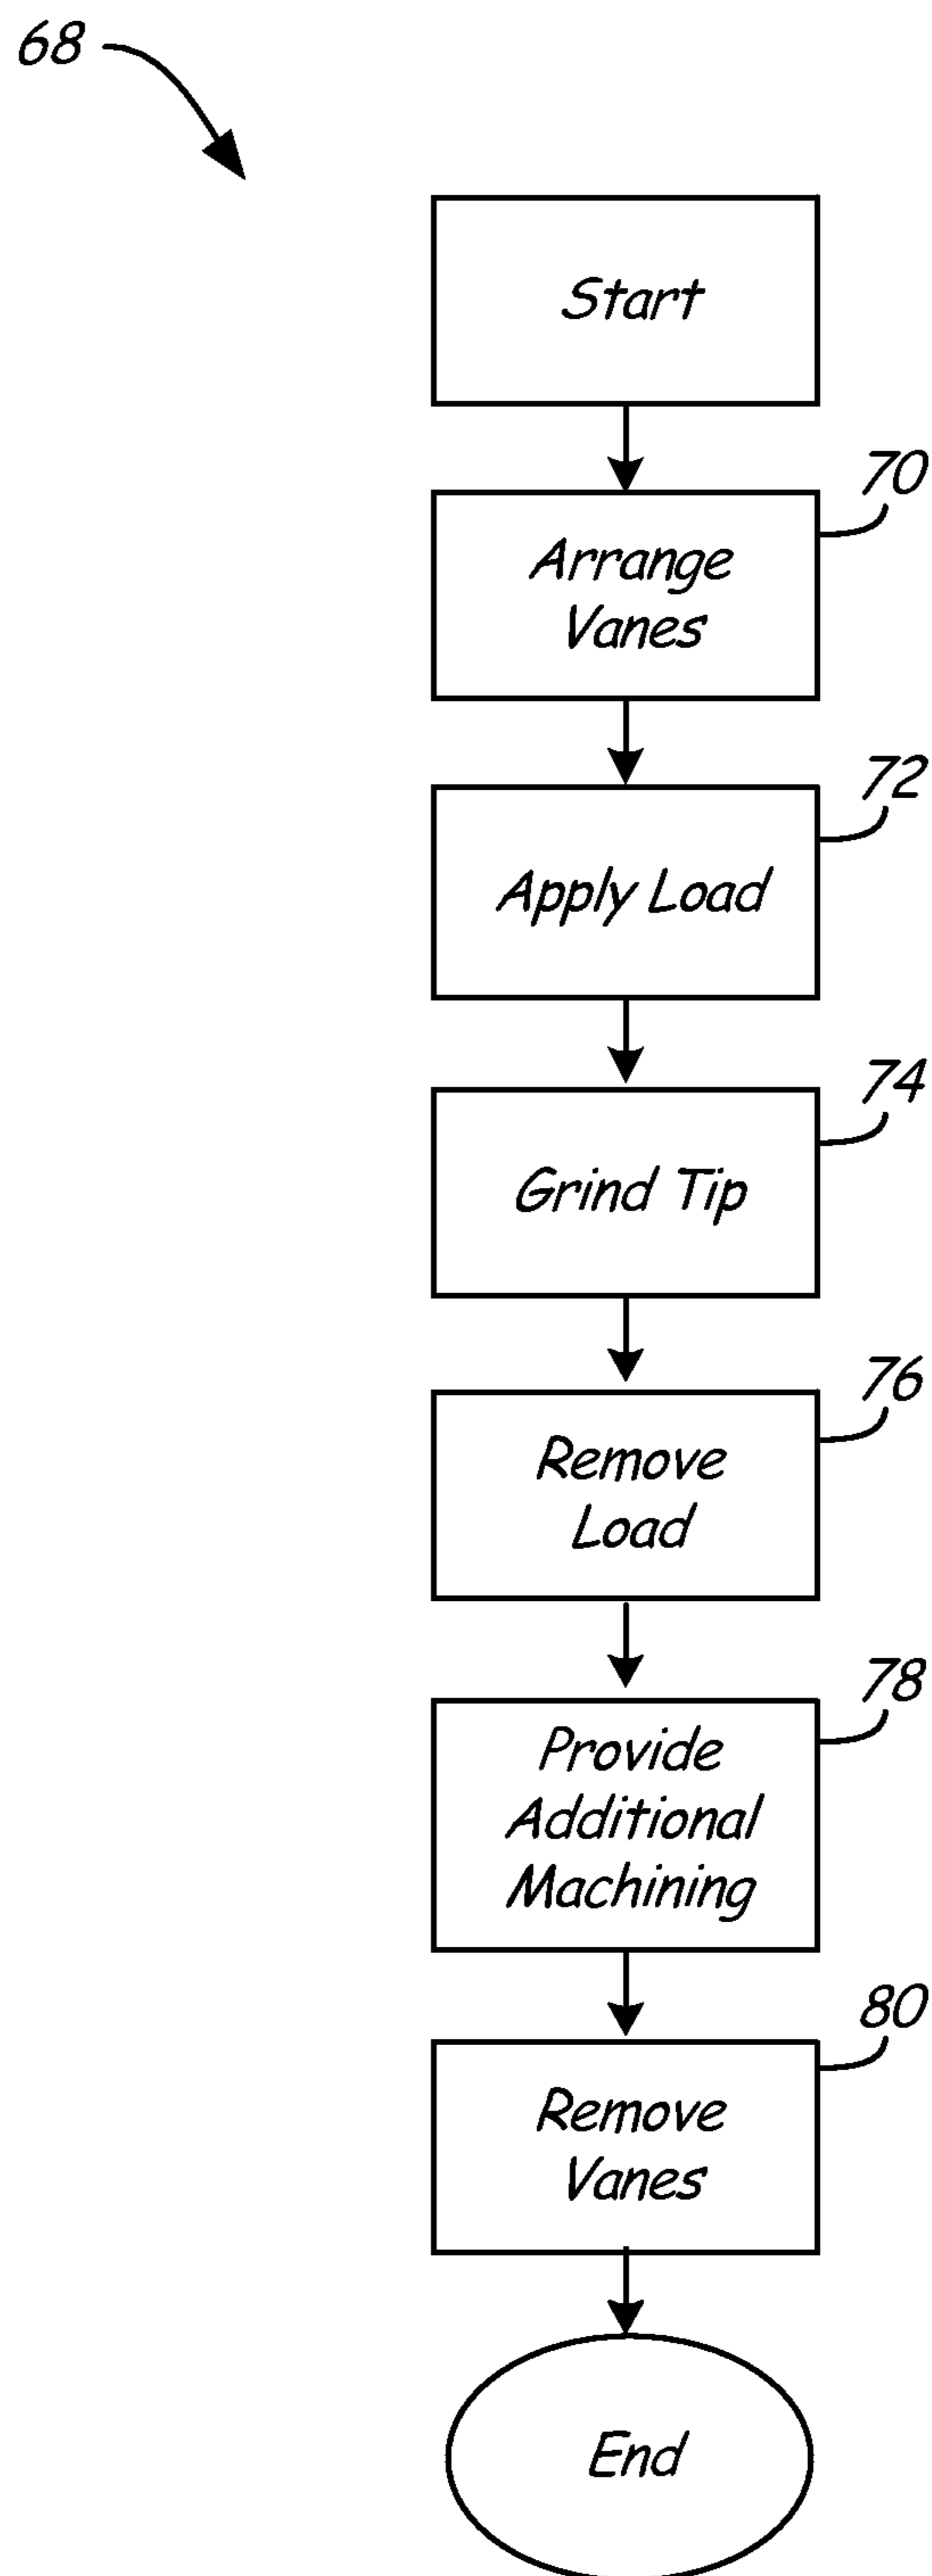 68
Start
70
Arrange
Vanes
72
Apply Load
74
Grind Tip
76
Remove
Load
78
Provide
Additional
Machining
80
Remove
Vanes
End